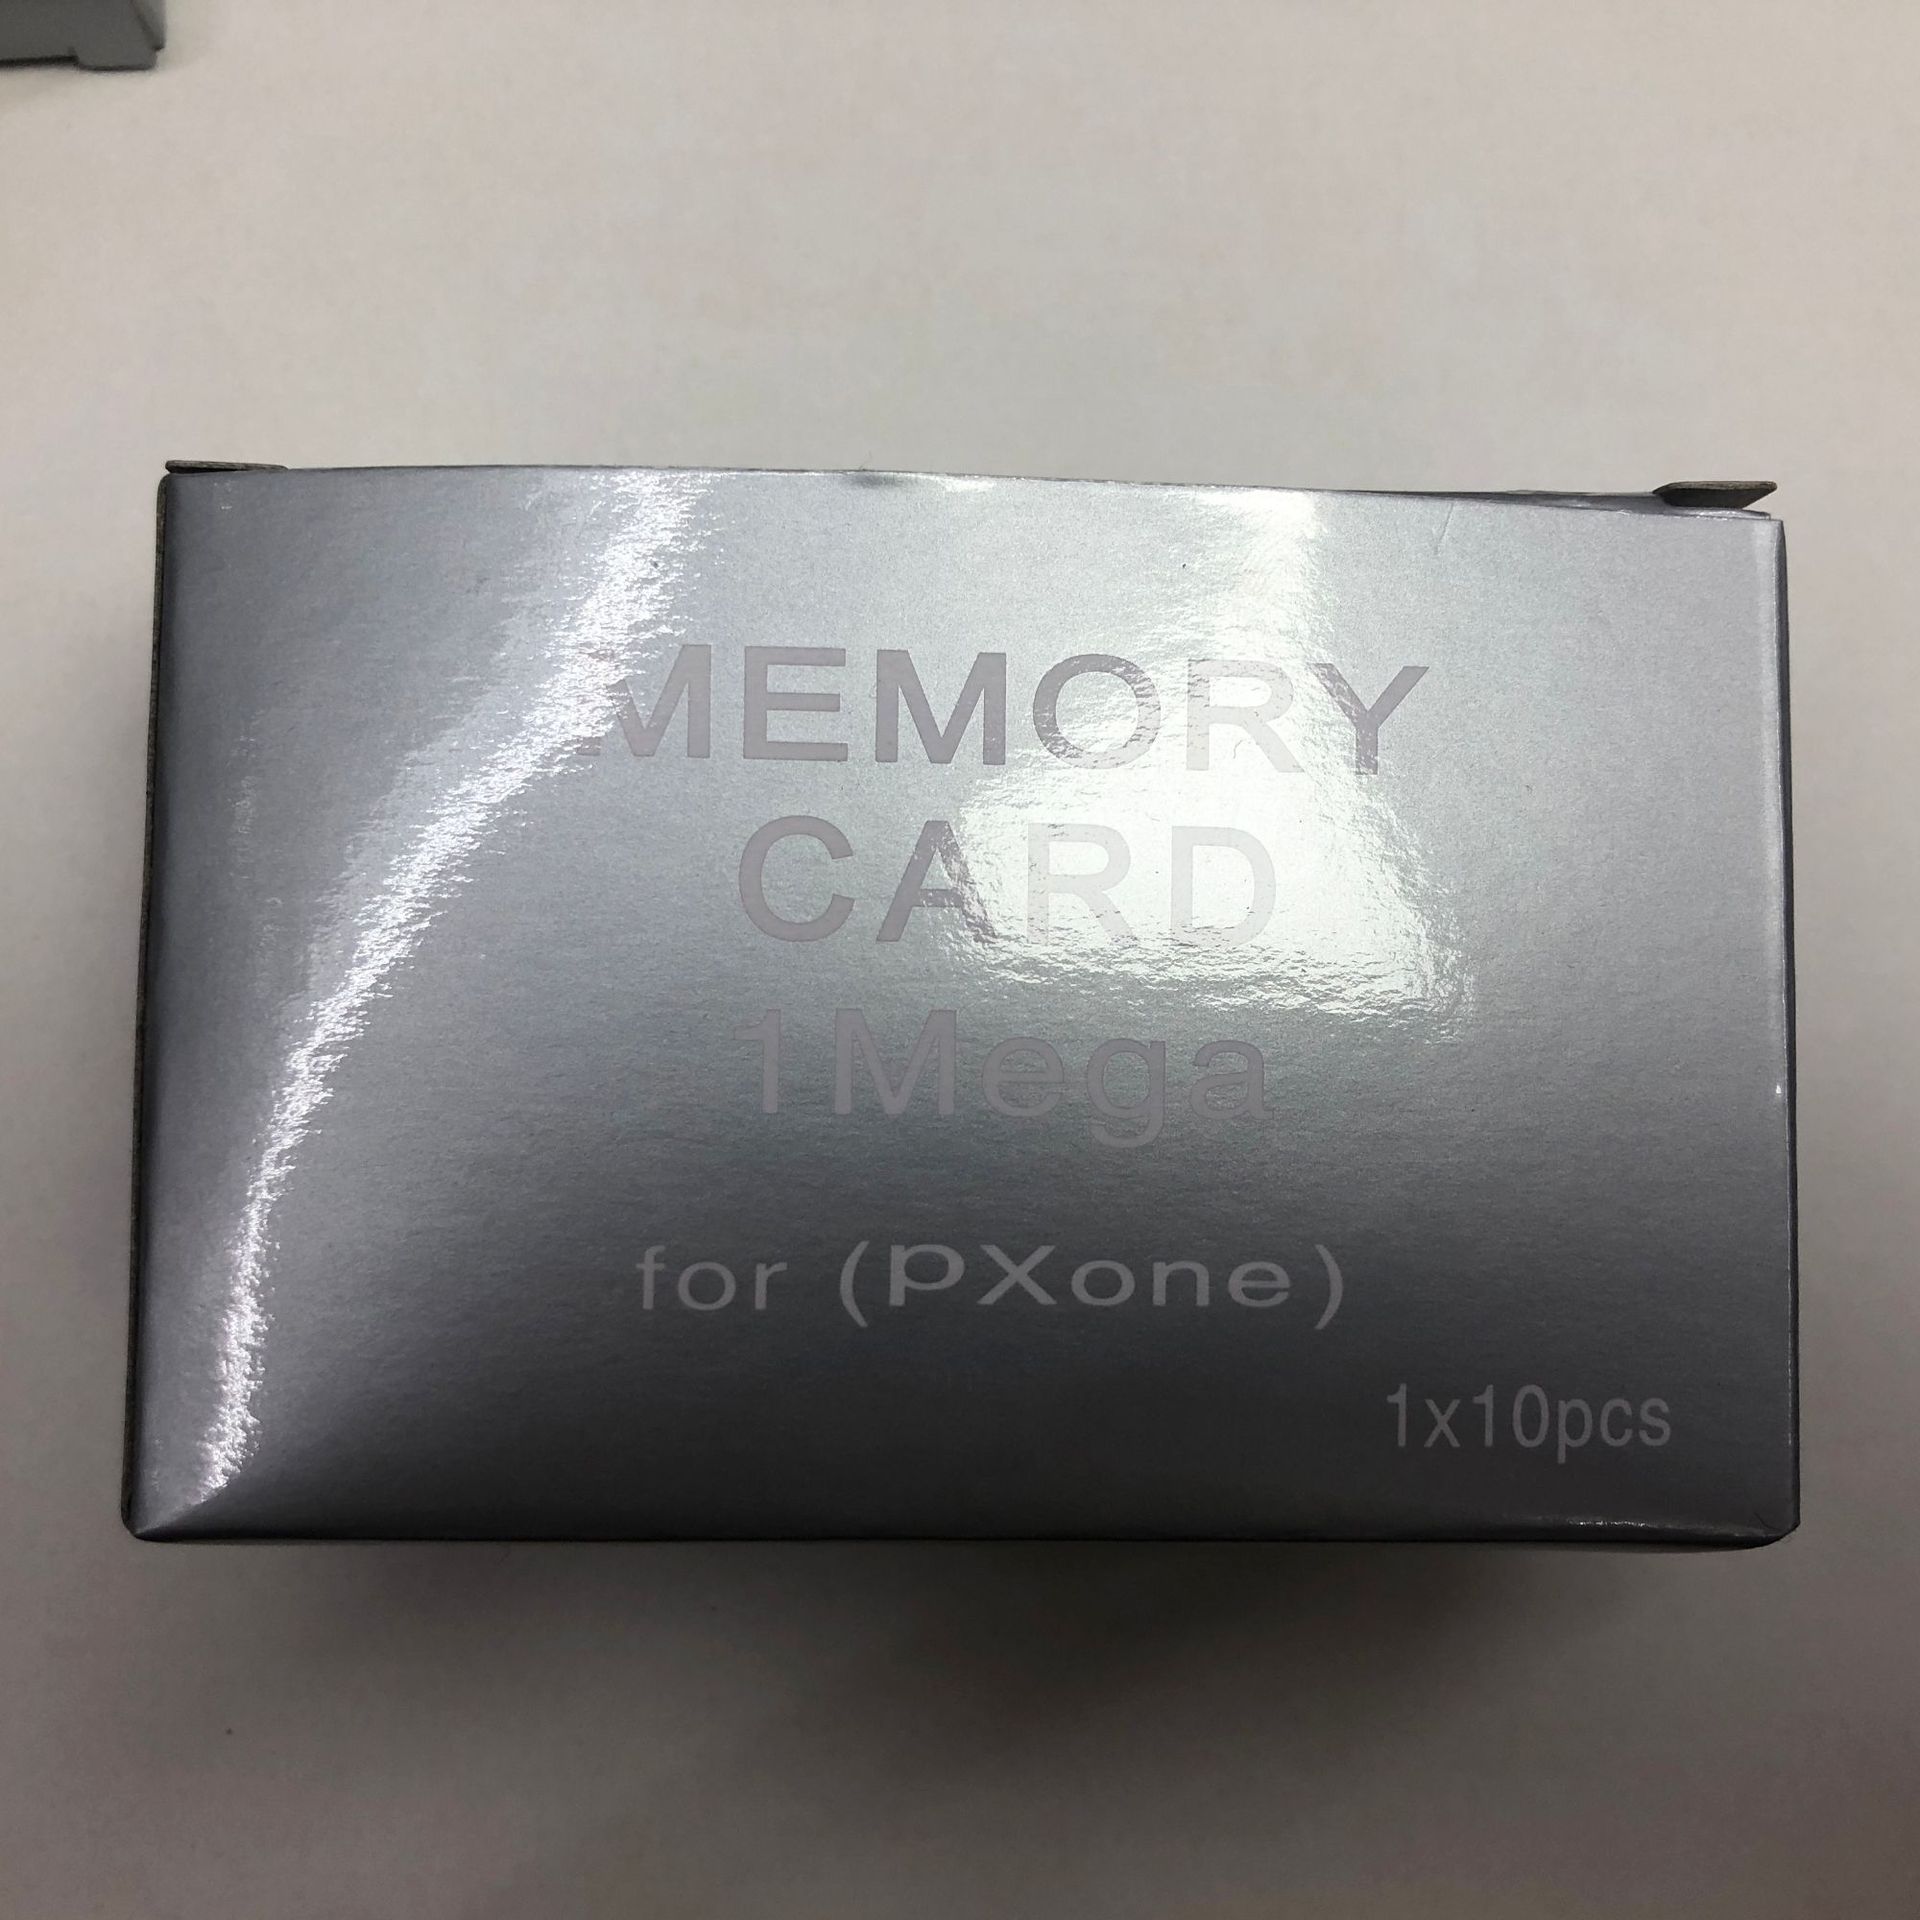 MEMORY
CARD
1Mega
for (PXone)
1x10pcs